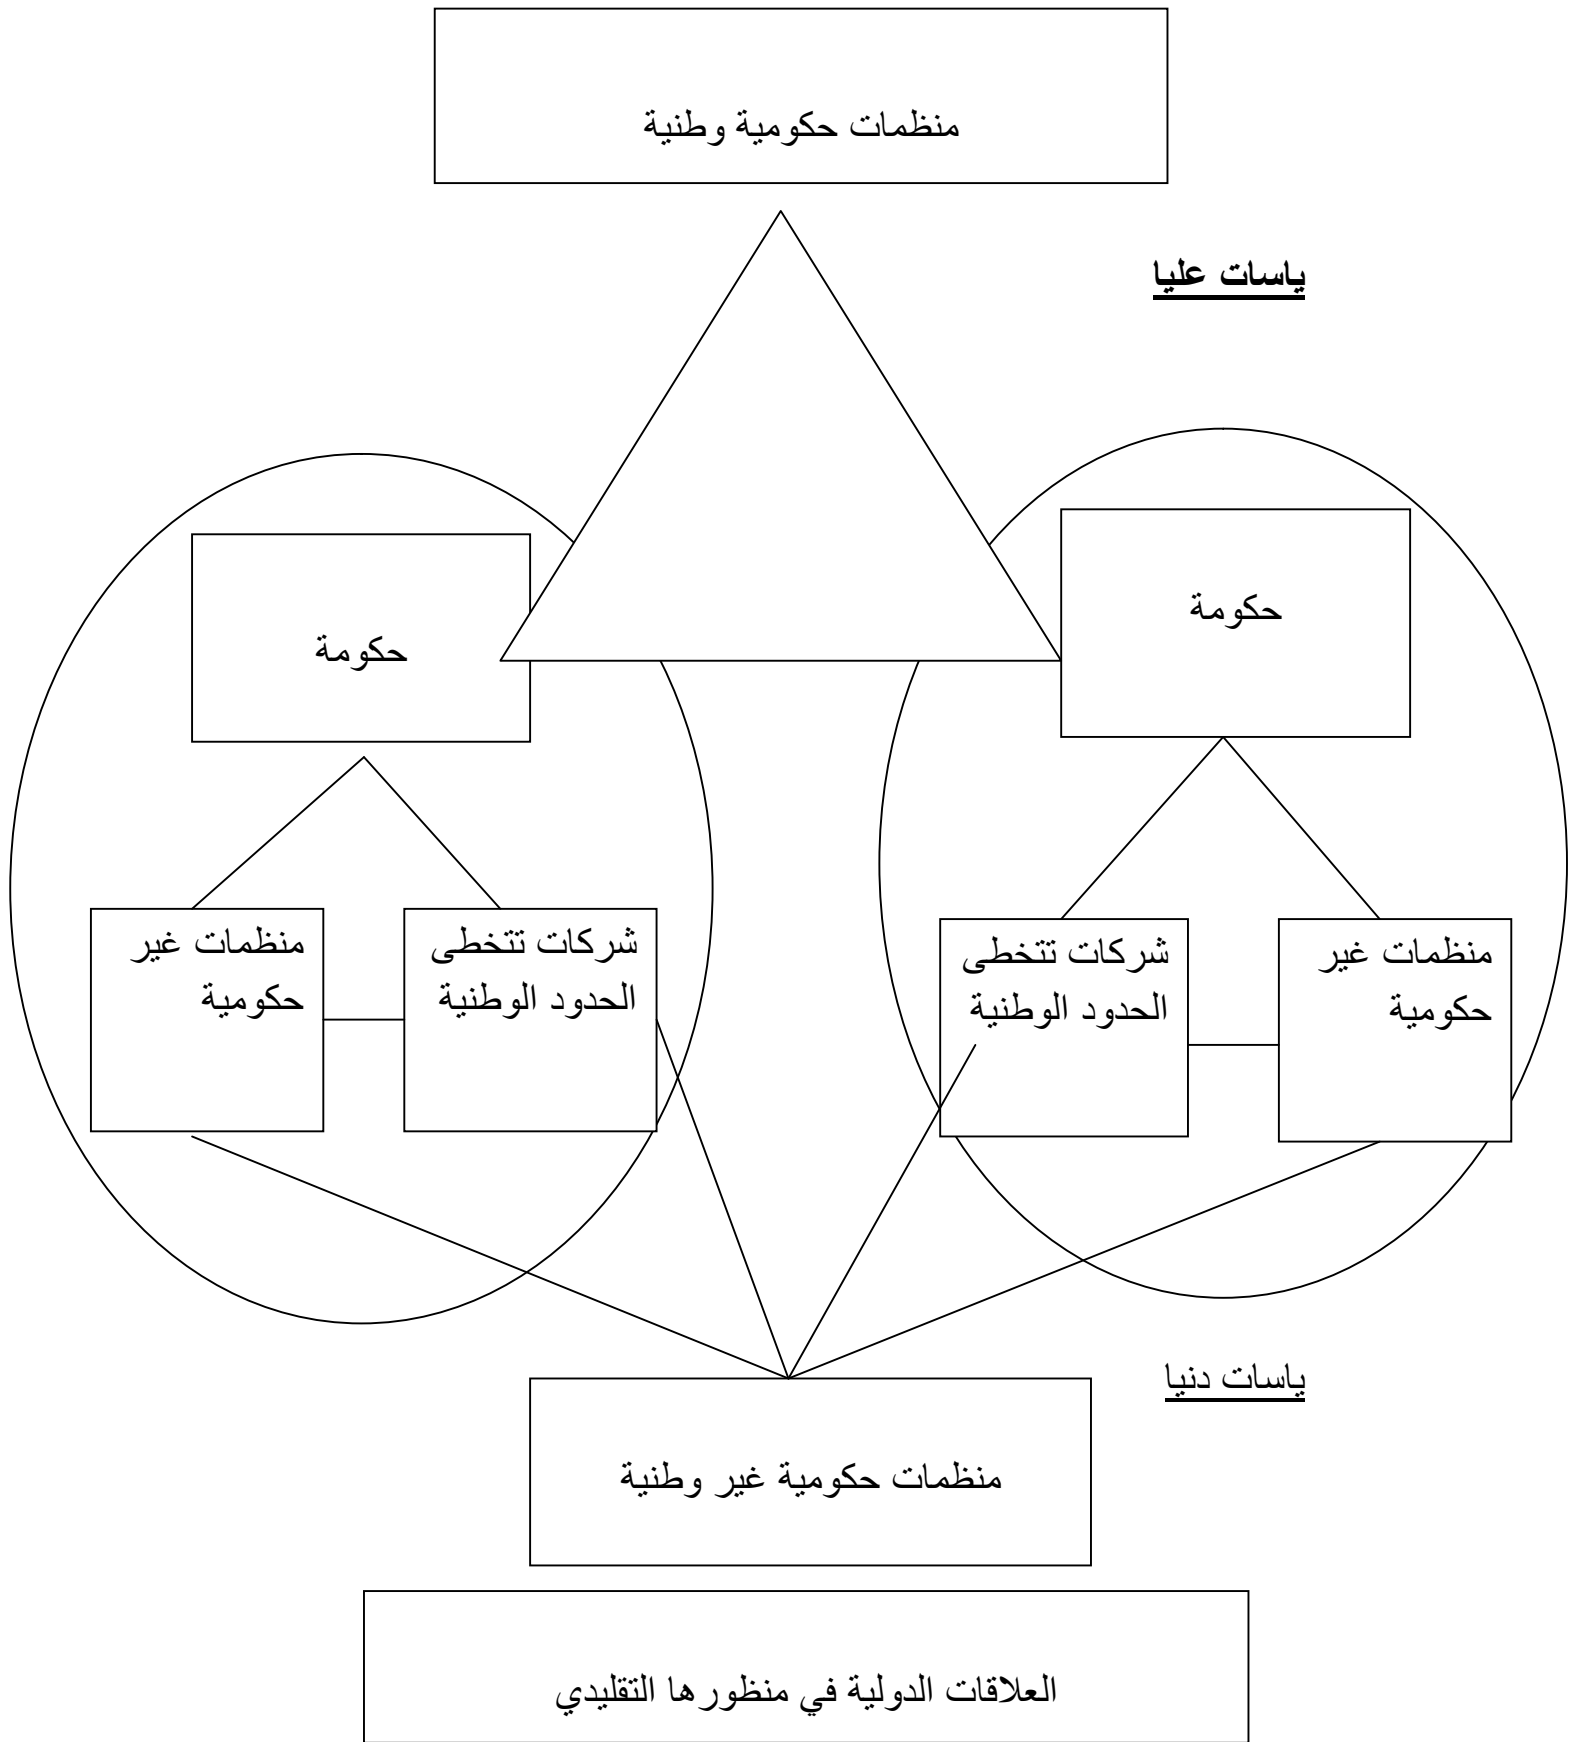 منظمات حكومية وطنية
ياسات عليا
حكومة
حكومة
منظمات غير
حكومية
شركات تتخطى
الحدود الوطنية
شركات تتخطى
الحدود الوطنية
منظمات غير
حكومية
ياسات دنيا
منظمات حكومية غير وطنية
العلاقات الدولية في منظورها التقليدي